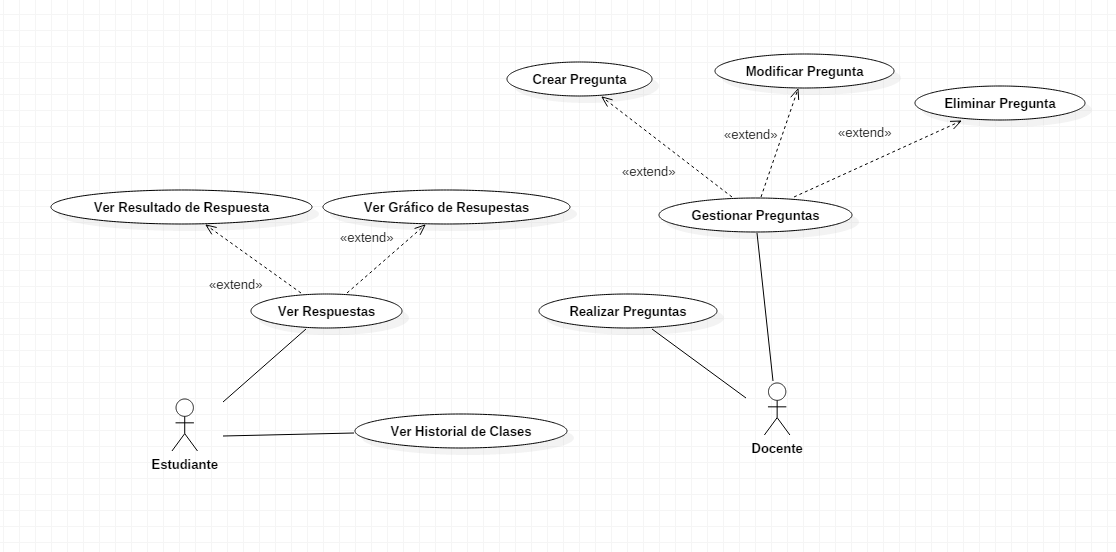 Crear Pregunta
Modificar Pregunta
Eliminar Pregunta
«extend»
«extend»
«extend»
Ver Resultado de Respuesta
Ver Gráfico de Resupestas
Gestionar Preguntas
«extend»
«extend»
Ver Respuestas
Realizar Preguntas
Ver Historial de Clases
Docente
Estudiante